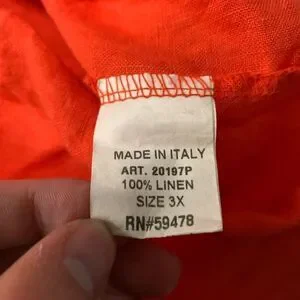 MADE IN ITALY
ART. 20197P
100% LINEN
SIZE 3X
RN#59478